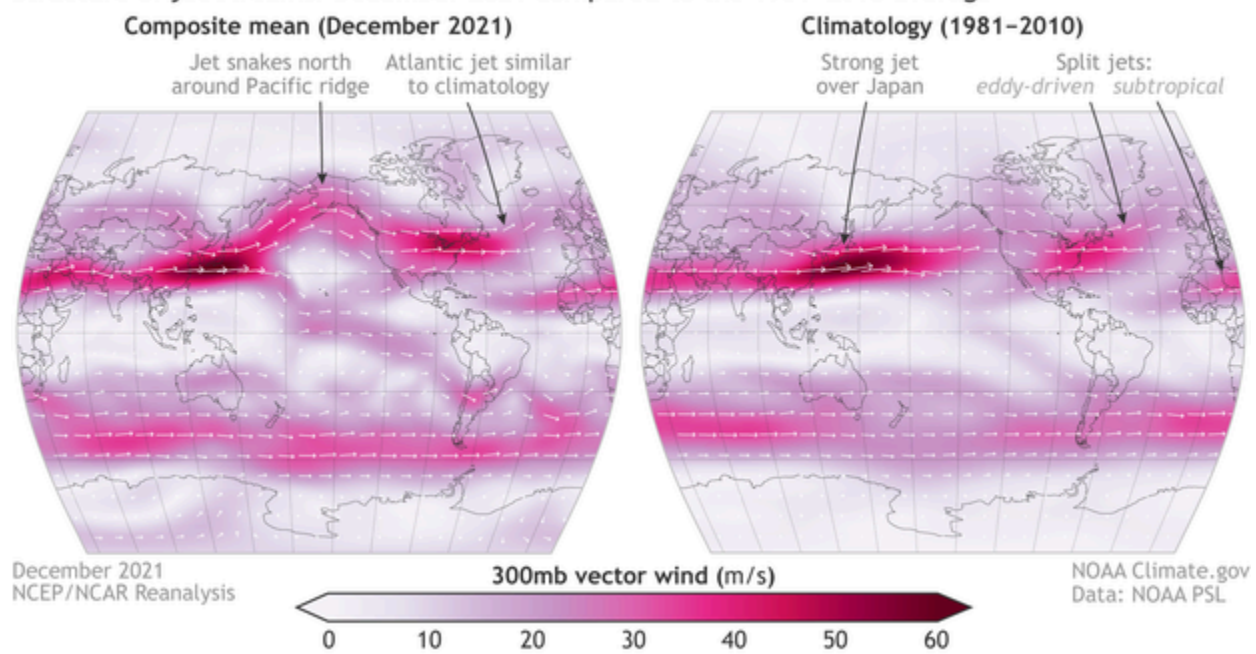 Composite mean (December 2021)
Climatology (1981–2010)
Jet snakes north
around Pacific ridge
Atlantic jet similar
to climatology
Strong jet
over Japan
Split jets:
eddy-driven subtropical
December 2021
NCEP/NCAR Reanalysis
300mb vector wind (m/s)
0 10 20 30 40 50 60
NOAA Climate.gov
Data: NOAA PSL